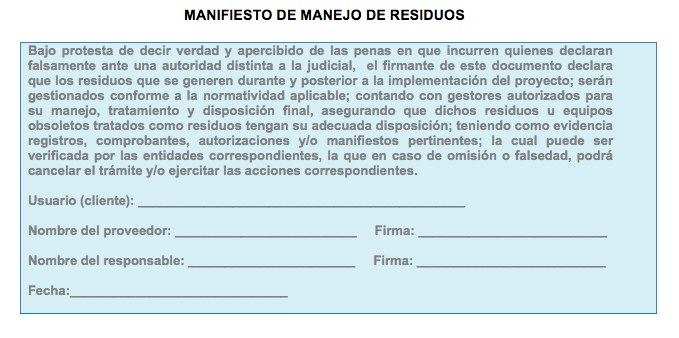 MANIFIESTO DE MANEJO DE RESIDUOS
Bajo protesta de decir verdad y apercibido de las penas en que incurren quienes declaran
falsamente ante una autoridad distinta a la judicial, el firmante de este documento declara
que los residuos que se generen durante y posterior a la implementación del proyecto; serán
gestionados conforme a la normatividad aplicable; contando con gestores autorizados para
su manejo, tratamiento y disposición final, asegurando que dichos residuos u equipos
obsoletos tratados como residuos tengan su adecuada disposición; teniendo como evidencia
registros, comprobantes, autorizaciones y/o manifiestos pertinentes; la cual puede ser
verificada por las entidades correspondientes, la que en caso de omisión o falsedad, podrá
cancelar el trámite y/o ejercitar las acciones correspondientes.
Usuario (cliente): ____________________________________________
Nombre del proveedor: ________________________ Firma: _________________________
Nombre del responsable: ______________________ Firma: _________________________
Fecha:_____________________________